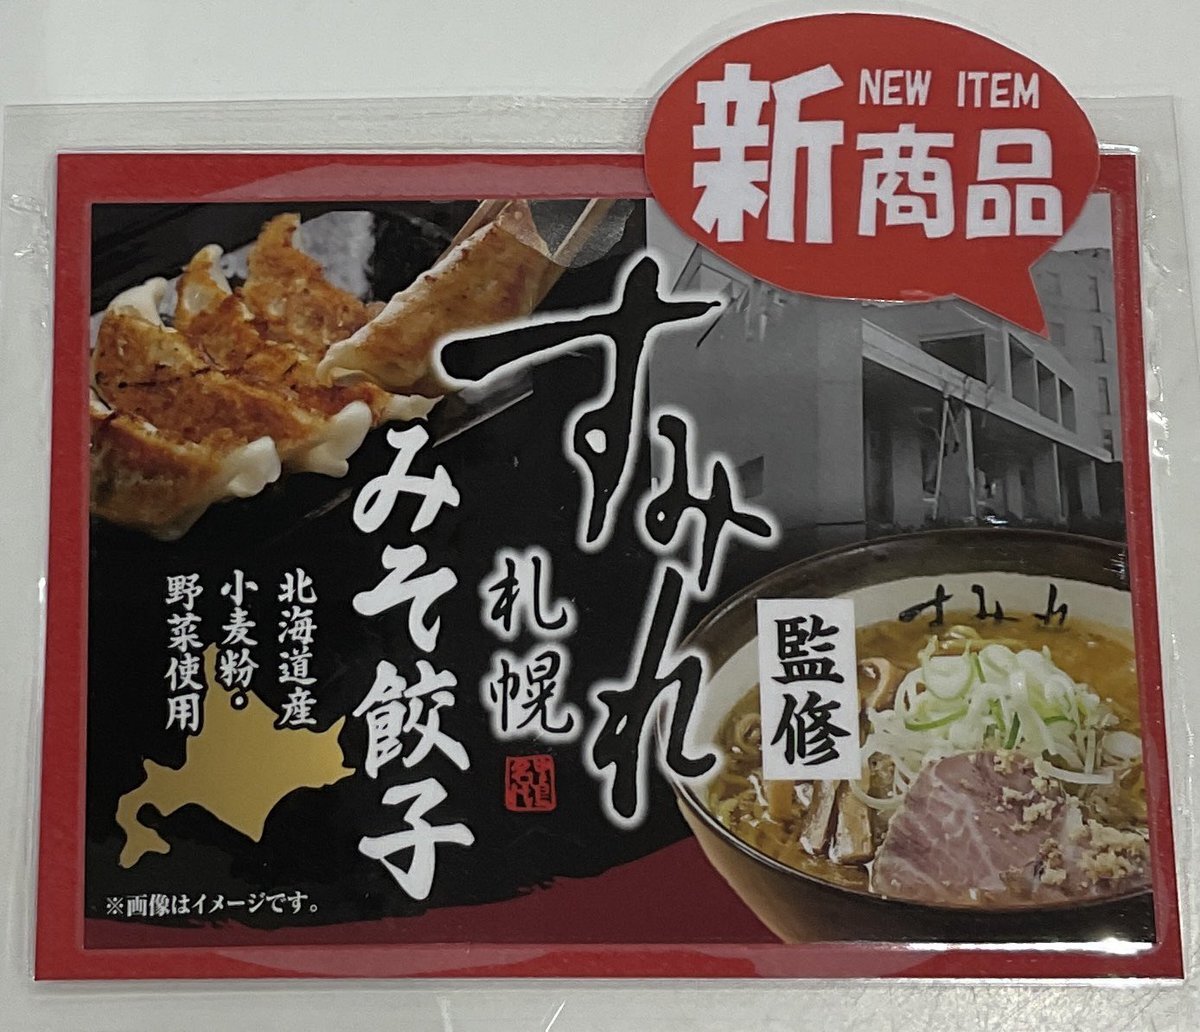 NEW ITEM
新商品
すみれ
札幌
監修
すみれ
みそ餃子
北海道産
小麦粉。
野菜使用
※画像はイメージです。